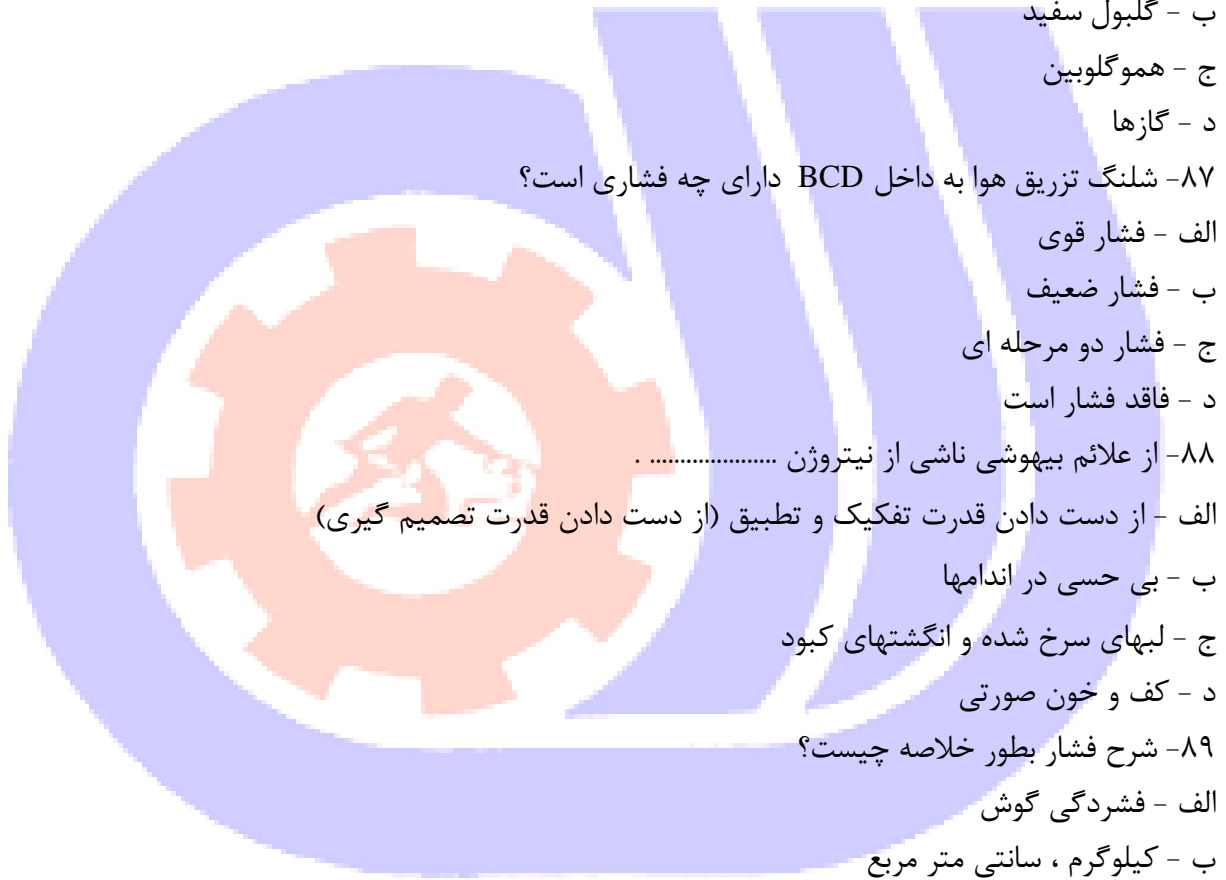 ب - گلبول سفید
ج - هموگلوبین
د - گازها
۸۷- شلنگ تزریق هوا به داخل BCD دارای چه فشاری است؟
الف - فشار قوی
ب - فشار ضعیف
ج - فشار دو مرحله ای
د - فاقد فشار است
۸۸- از علائم بیهوشی ناشی از نیتروژن ..................... .
الف - از دست دادن قدرت تفکیک و تطبیق (از دست دادن قدرت تصمیم گیری)
ب - بی حسی در اندامها
ج - لبهای سرخ شده و انگشتهای کبود
د - کف و خون صورتی
۸۹- شرح فشار بطور خلاصه چیست؟
الف - فشردگی گوش
ب - کیلوگرم ، سانتی متر مربع